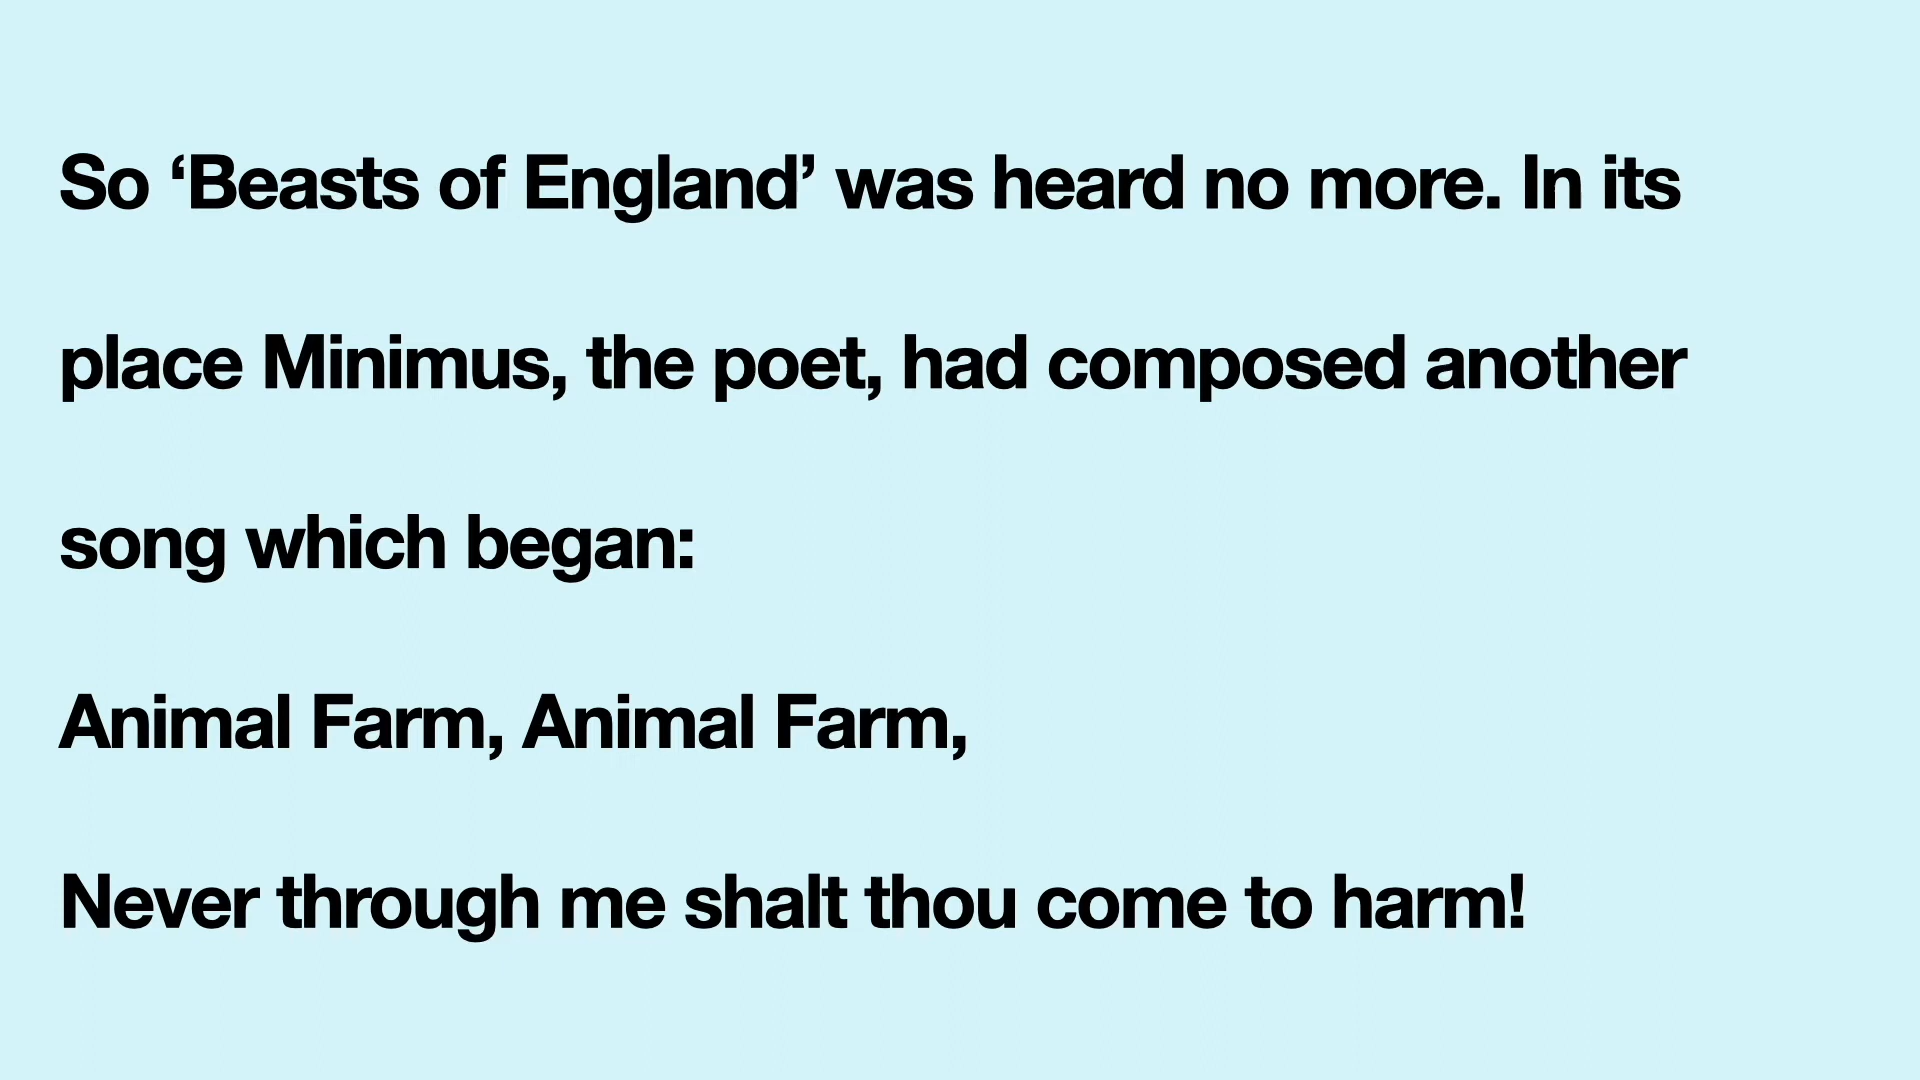 So ‘Beasts of England’ was heard no more. In its
place Minimus, the poet, had composed another
song which began:
Animal Farm, Animal Farm,
Never through me shalt thou come to harm!